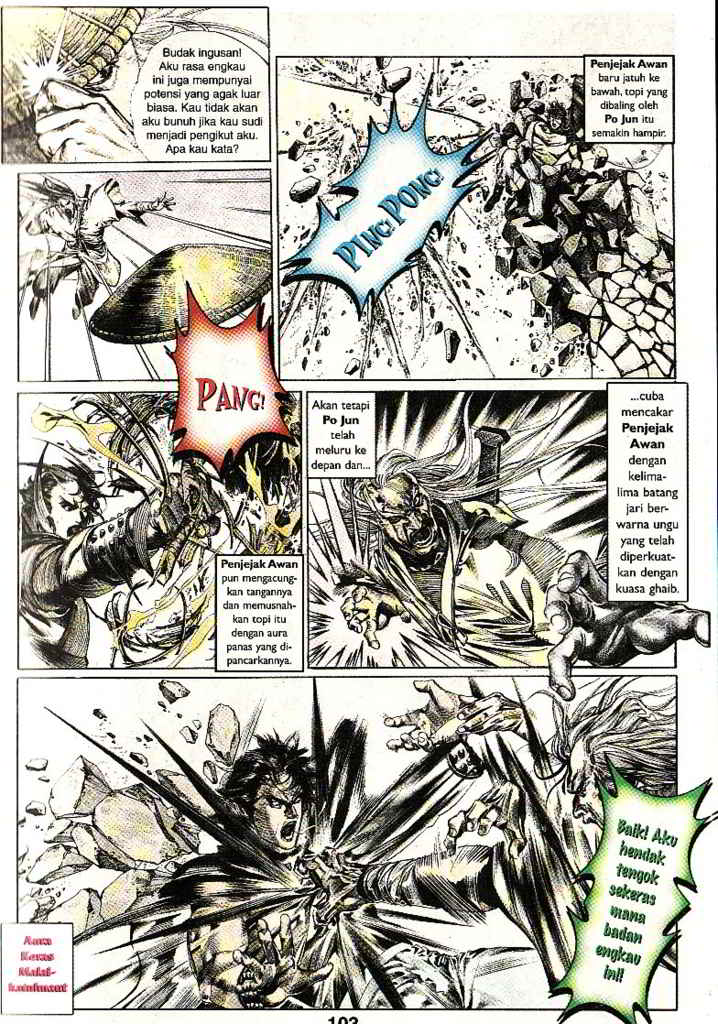 Budak ingusan!
Aku rasa engkau
ini juga mempunyai
potensi yang agak luar
biasa. Kau tidak akan
aku bunuh jika kau sudi
menjadi pengikut aku.
Apa kau kata?
Penjejak Awan
baru jatuh ke
bawah, topi yang
dibaling oleh
Po Jun itu
semakin hampir.
PING! PONG!
PANG!
Penjejak Awan
pun mengacung-
kan tangannya
dan memusnah-
kan topi itu
dengan aura
panas yang di-
pancarkannya.
Akan tetapi
Po Jun
telah
meluru ke
depan dan...
...cuba
mencakar
Penjejak
Awan
dengan
kelima-
lima batang
jari ber-
warna ungu
yang telah
diperkuat-
kan dengan
kuasa ghaib.
Baik! Aku
hendak
tengok
sekeras
mana
badan
engkau
ini!
103